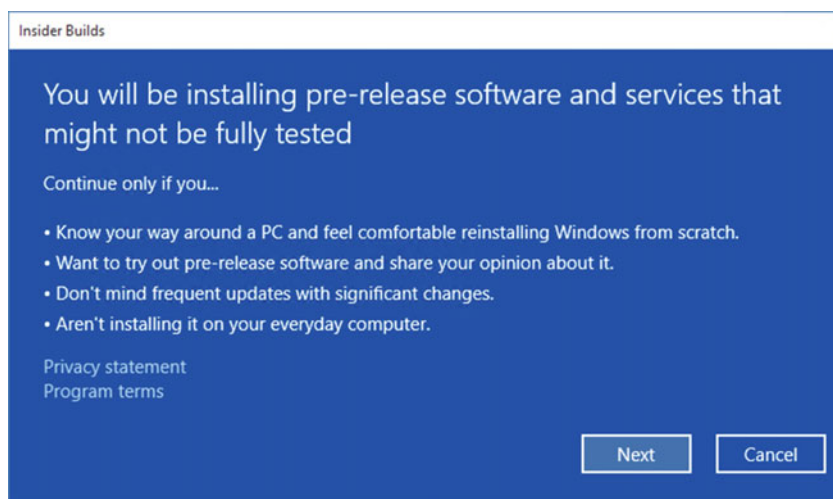 Insider Builds
You will be installing pre-release software and services that
might not be fully tested
Continue only if you...
• Know your way around a PC and feel comfortable reinstalling Windows from scratch.
• Want to try out pre-release software and share your opinion about it.
• Don't mind frequent updates with significant changes.
• Aren't installing it on your everyday computer.
Privacy statement
Program terms
Next Cancel